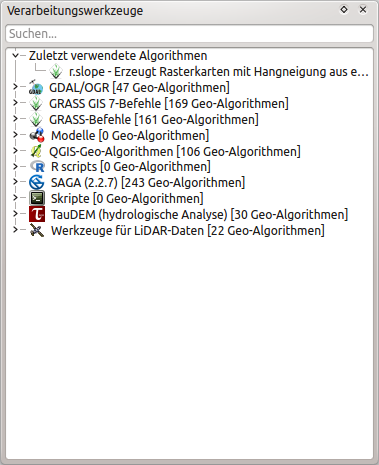 Verarbeitungswerkzeuge
Suchen...
Zuletzt verwendete Algorithmen
r.slope - Erzeugt Rasterkarten mit Hangneigung aus e...
GDAL/OGR [47 Geo-Algorithmen]
GRASS GIS 7-Befehle [169 Geo-Algorithmen]
GRASS-Befehle [161 Geo-Algorithmen]
Modelle [0 Geo-Algorithmen]
QGIS-Geo-Algorithmen [106 Geo-Algorithmen]
R scripts [0 Geo-Algorithmen]
SAGA (2.2.7) [243 Geo-Algorithmen]
Skripte [0 Geo-Algorithmen]
TauDEM (hydrologische Analyse) [30 Geo-Algorithmen]
Werkzeuge für LiDAR-Daten [22 Geo-Algorithmen]